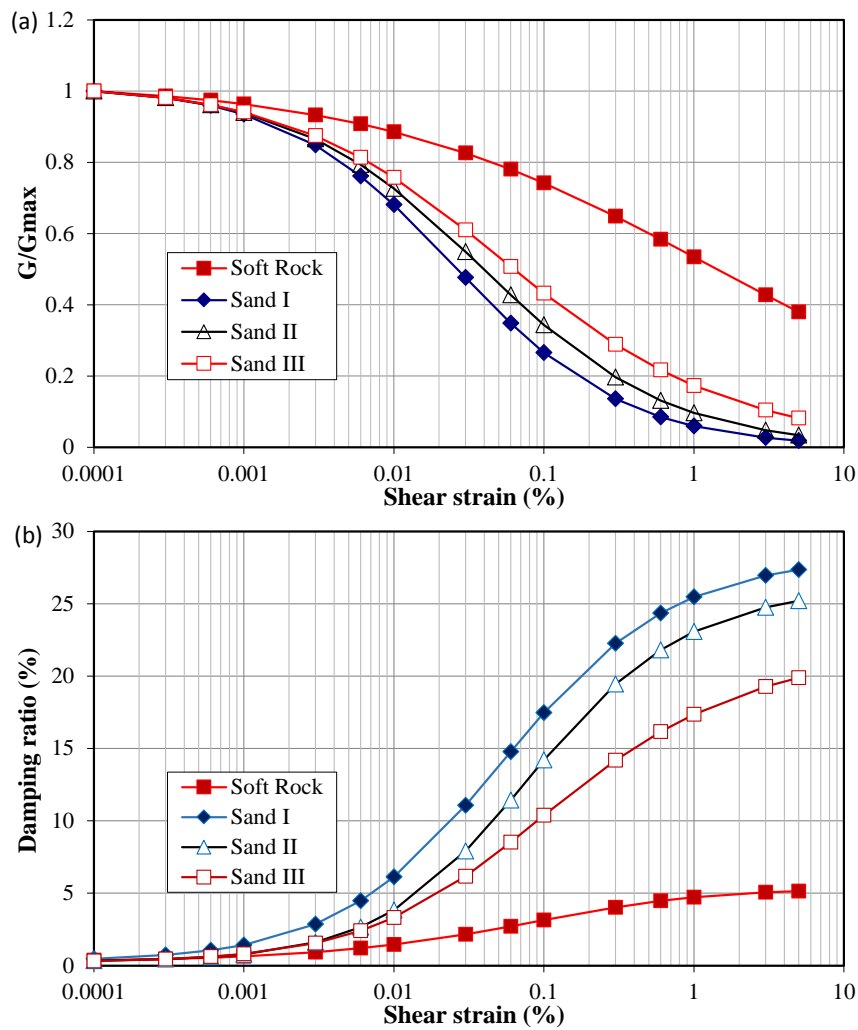 (a)
1.2
1
0.8
0.6
0.4
0.2
0
G/Gmax
Soft Rock
Sand I
Sand II
Sand III
0.0001 0.001 0.01 0.1 1 10
Shear strain (%)
(b)
30
25
20
15
10
5
0
Damping ratio (%)
Soft Rock
Sand I
Sand II
Sand III
0.0001 0.001 0.01 0.1 1 10
Shear strain (%)